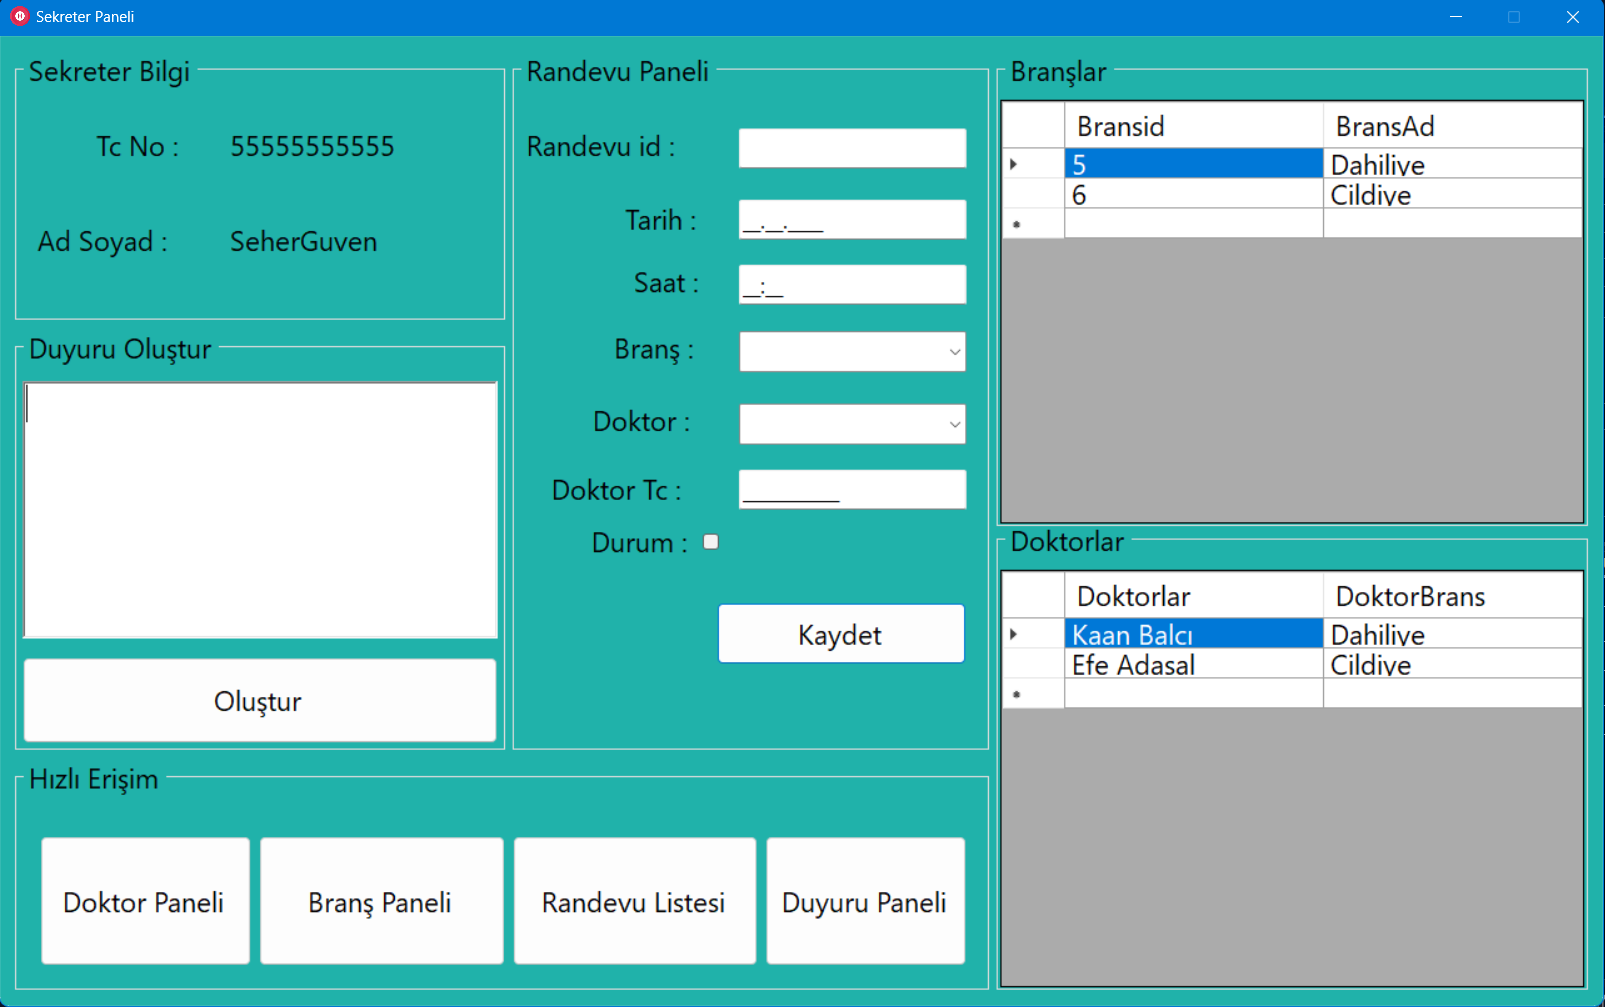 Sekreter Paneli
Sekreter Bilgi
Tc No : 55555555555
Ad Soyad : SeherGuven
Duyuru Oluştur
Oluştur
Randevu Paneli
Randevu id :
Tarih : __.__.____
Saat : __:__
Branş :
Doktor :
Doktor Tc : ___________
Durum :
Kaydet
Branşlar
Bransid BransAd
5 Dahiliye
6 Cildiye
Doktorlar
Doktorlar DoktorBrans
Kaan Balcı Dahiliye
Efe Adasal Cildiye
Hızlı Erişim
Doktor Paneli
Branş Paneli
Randevu Listesi
Duyuru Paneli